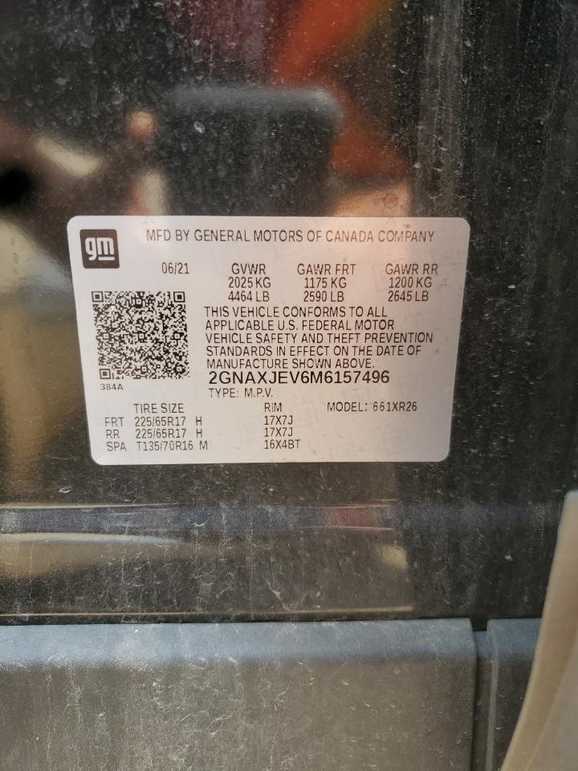 gm
MFD BY GENERAL MOTORS OF CANADA COMPANY
06/21 GVWR GAWR FRT GAWR RR
2025 KG 1175 KG 1200 KG
4464 LB 2590 LB 2645 LB
THIS VEHICLE CONFORMS TO ALL
APPLICABLE U.S. FEDERAL MOTOR
VEHICLE SAFETY AND THEFT PREVENTION
STANDARDS IN EFFECT ON THE DATE OF
MANUFACTURE SHOWN ABOVE.
384A
2GNAXJEV6M6157496
TYPE: M.P.V.
TIRE SIZE RIM MODEL: 661XR26
FRT 225/65R17 H 17X7J
RR 225/65R17 H 17X7J
SPA T135/70R16 M 16X4BT